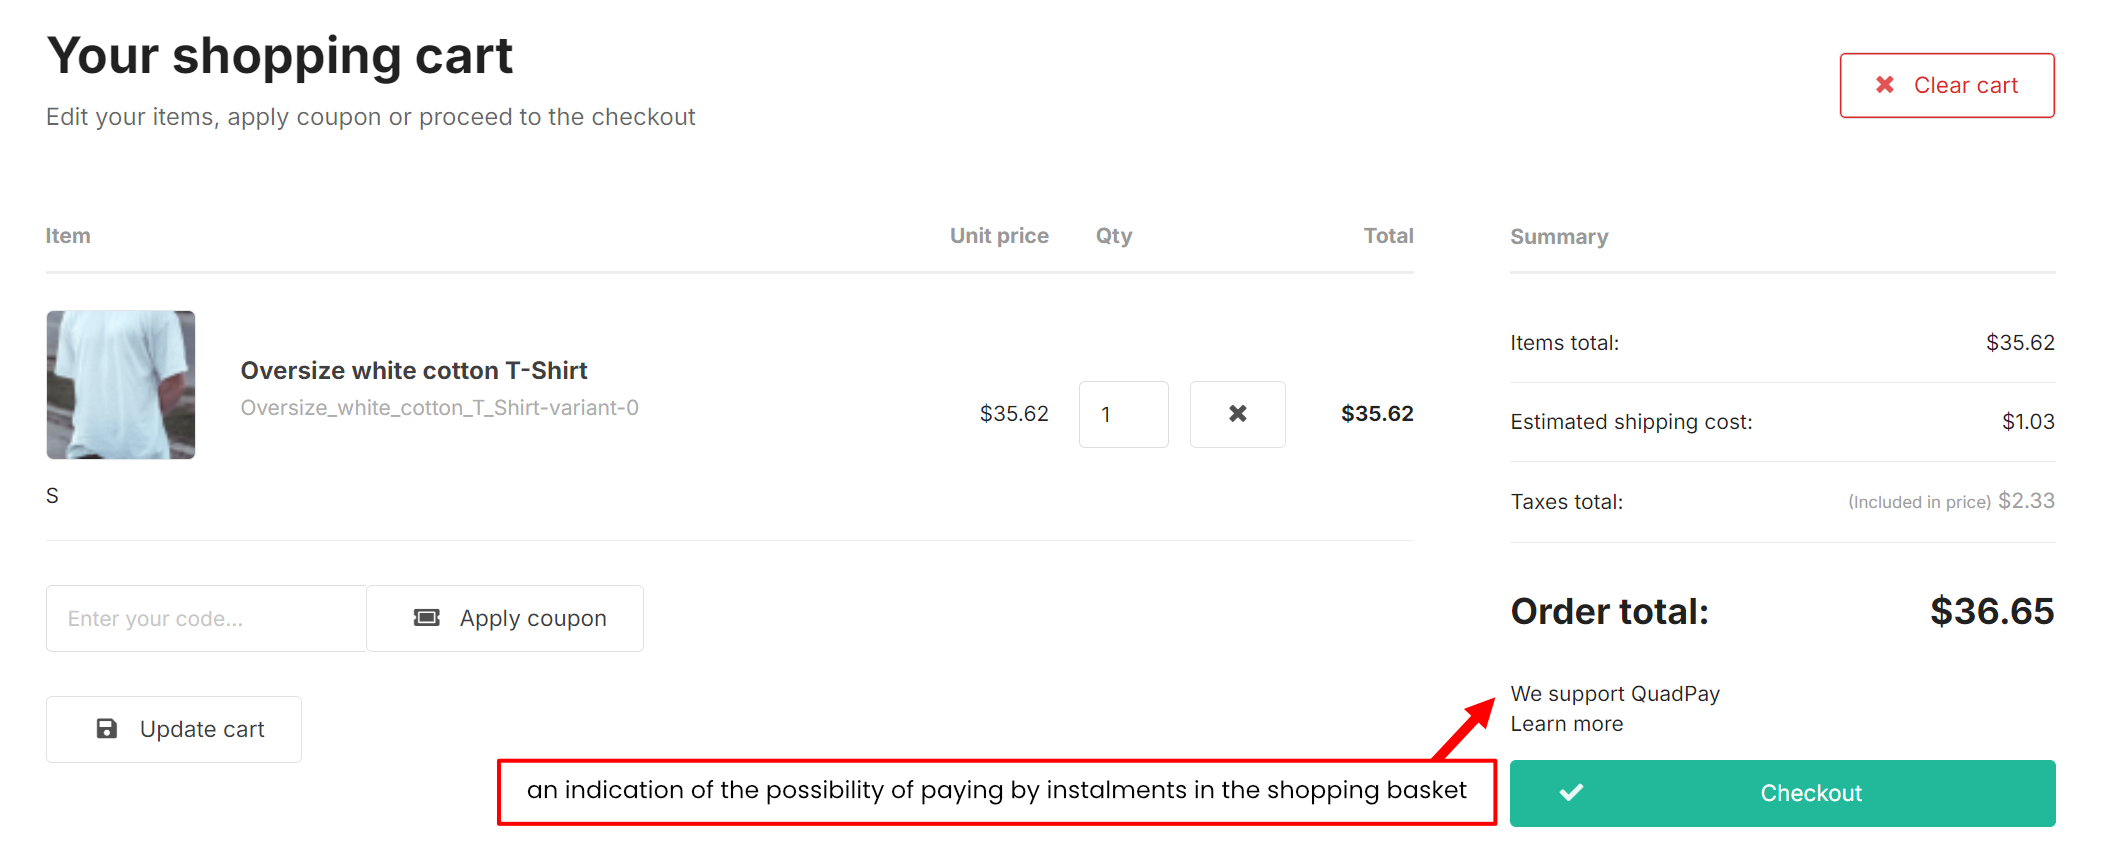 Your shopping cart
Edit your items, apply coupon or proceed to the checkout
Clear cart
Item Unit price Qty Total
Oversize white cotton T-Shirt
Oversize_white_cotton_T_Shirt-variant-0
$35.62 1 $35.62
S
Enter your code... Apply coupon
Update cart
Summary
Items total: $35.62
Estimated shipping cost: $1.03
Taxes total: (Included in price) $2.33
Order total: $36.65
We support QuadPay
Learn more
an indication of the possibility of paying by instalments in the shopping basket
Checkout